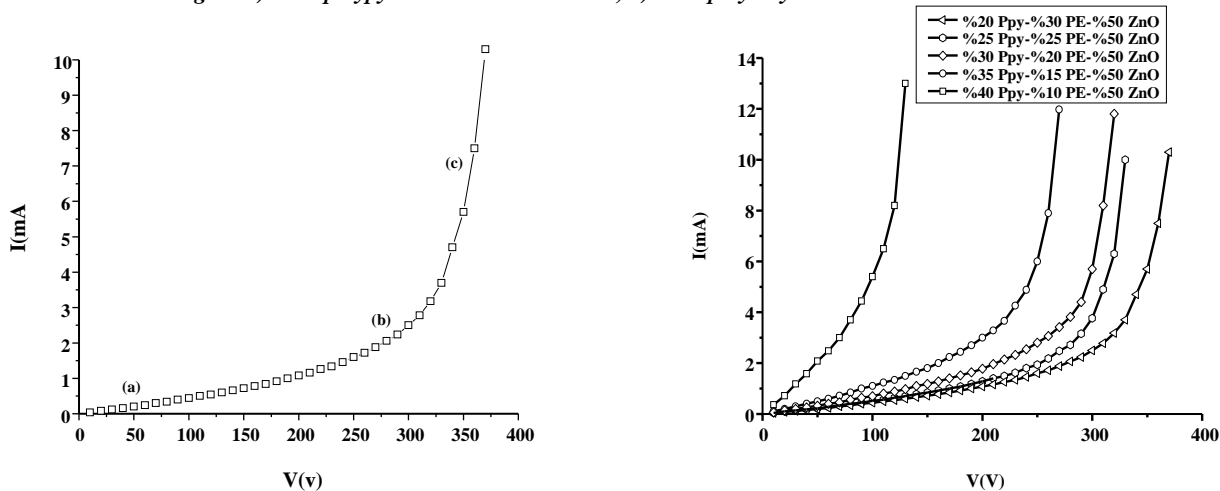 %20 Ppy-%30 PE-%50 ZnO
%25 Ppy-%25 PE-%50 ZnO
%30 Ppy-%20 PE-%50 ZnO
%35 Ppy-%15 PE-%50 ZnO
%40 Ppy-%10 PE-%50 ZnO
10
9
8
7
6
5
4
3
2
1
0
I(mA
(a)
(b)
(c)
0
50
100
150
200
250
300
350
400
V(v)
14
12
10
8
6
4
2
0
I(mA)
0
100
200
300
400
V(V)